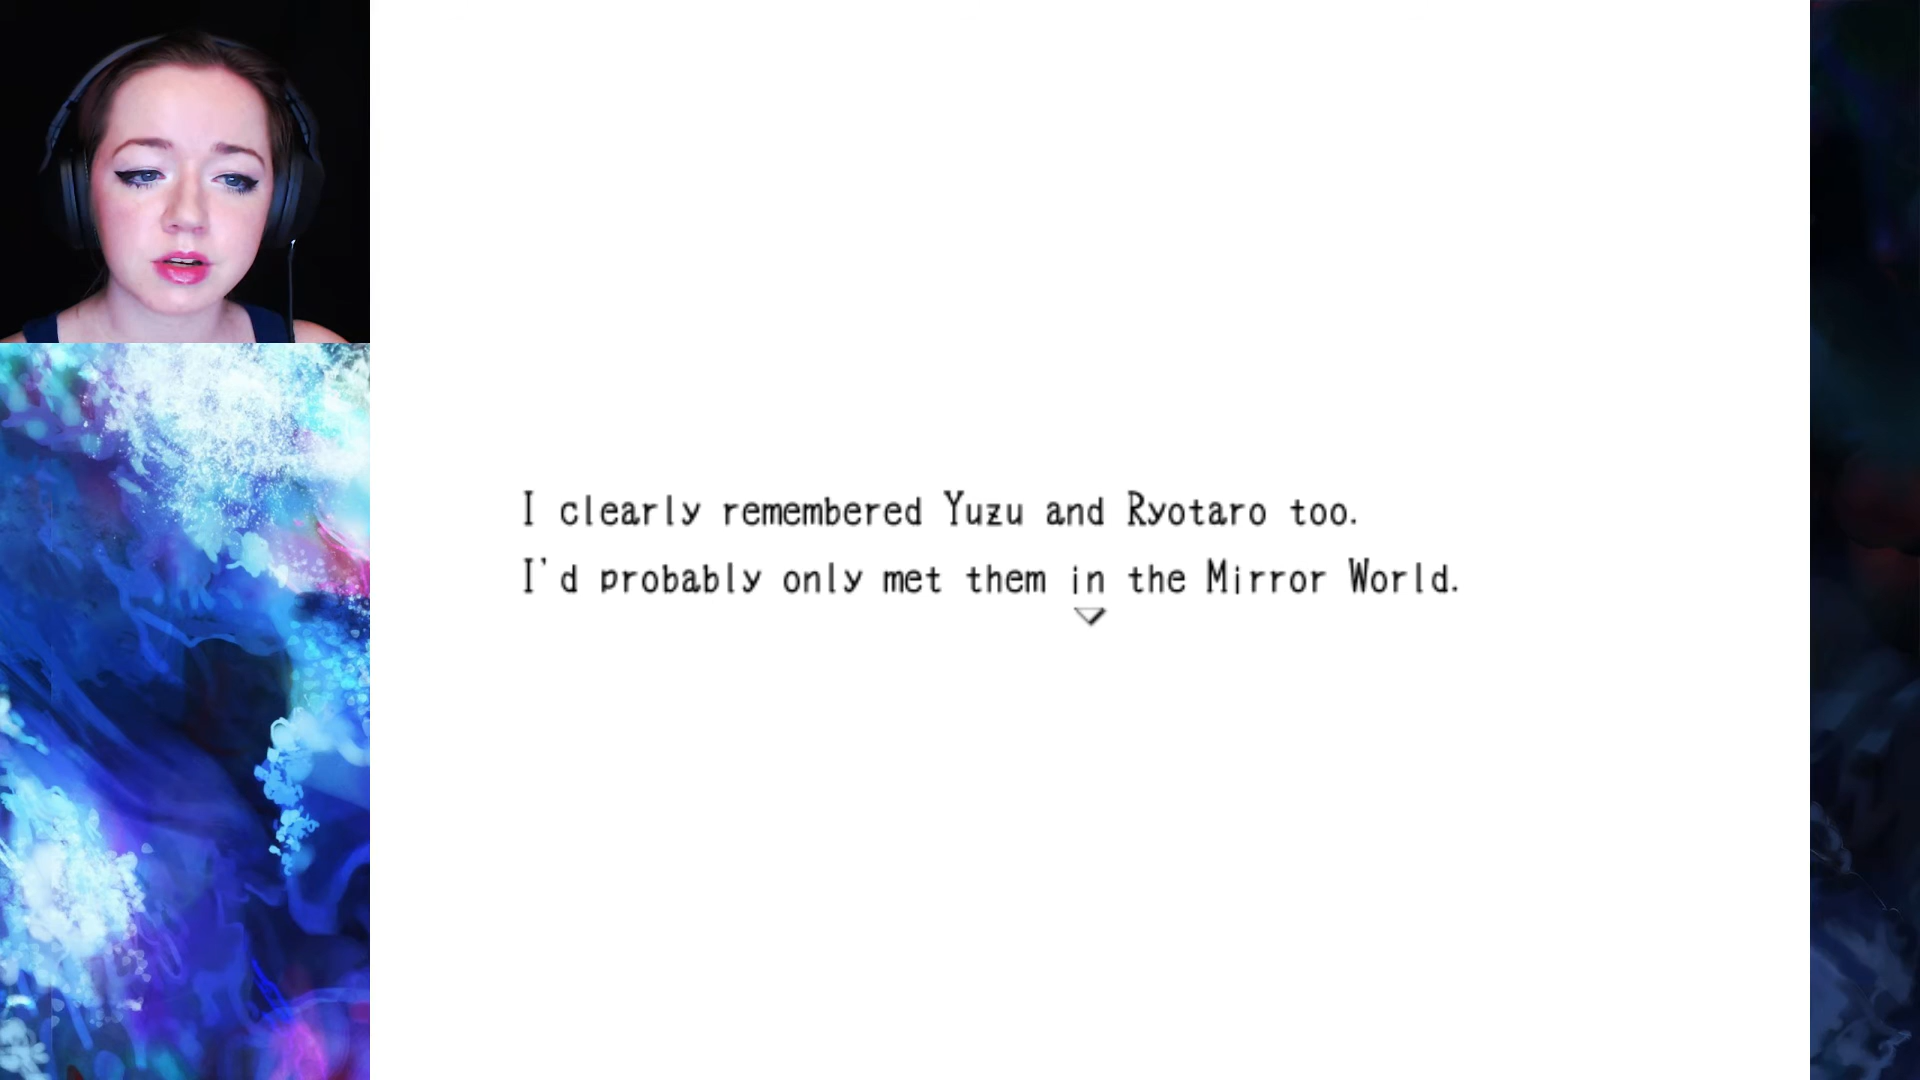 I clearly remembered Yuzu and Ryotaro too.
I'd probably only met them in the Mirror World.